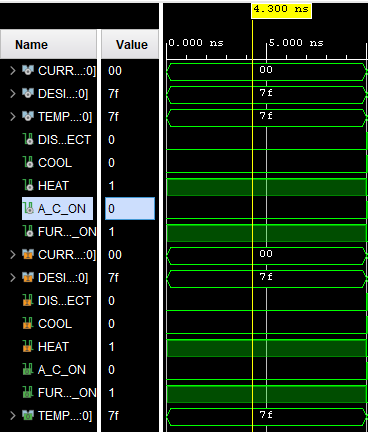 4.300 ns
Name Value
0.000 ns 5.000 ns
CURR...:0] 00 00
DESI...:0] 7f 7f
TEMP...:0] 7f 7f
DIS...ECT 0
COOL 0
HEAT 1
A_C_ON 0
FUR..._ON 1
CURR...:0] 00 00
DESI...:0] 7f 7f
DIS...ECT 0
COOL 0
HEAT 1
A_C_ON 0
FUR..._ON 1
TEMP...:0] 7f 7f